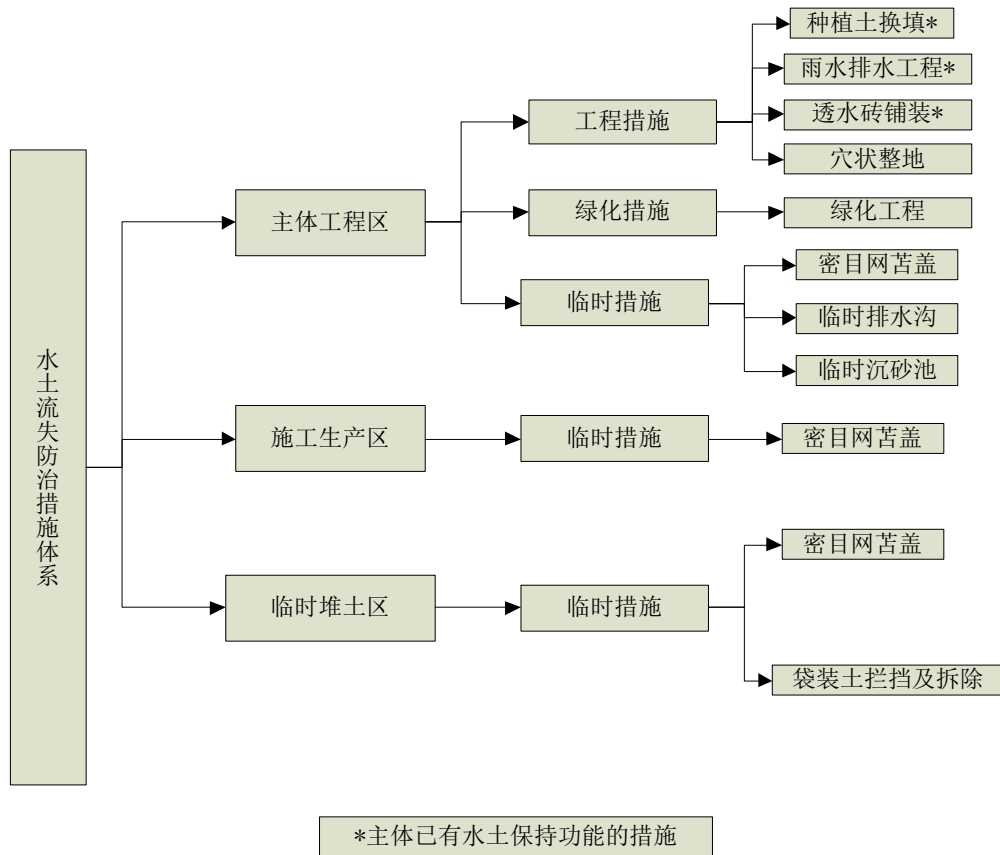 水土流失防治措施体系
主体工程区
工程措施
种植土换填*
雨水排水工程*
透水砖铺装*
穴状整地
绿化措施
绿化工程
临时措施
密目网苫盖
临时排水沟
临时沉砂池
施工生产区
临时措施
密目网苫盖
临时堆土区
临时措施
密目网苫盖
袋装土拦挡及拆除
*主体已有水土保持功能的措施